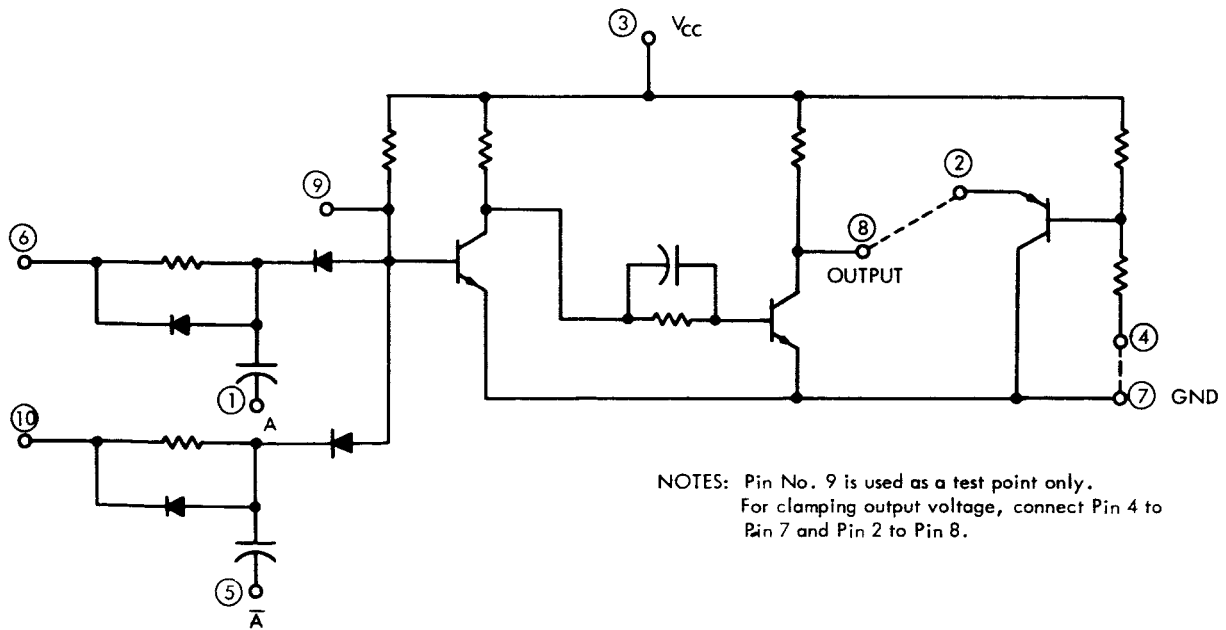 ③ V_CC
⑨
②
⑥
⑧
OUTPUT
④
①
A
⑦ GND
⑩
NOTES: Pin No. 9 is used as a test point only.
For clamping output voltage, connect Pin 4 to
Pin 7 and Pin 2 to Pin 8.
⑤
A̅